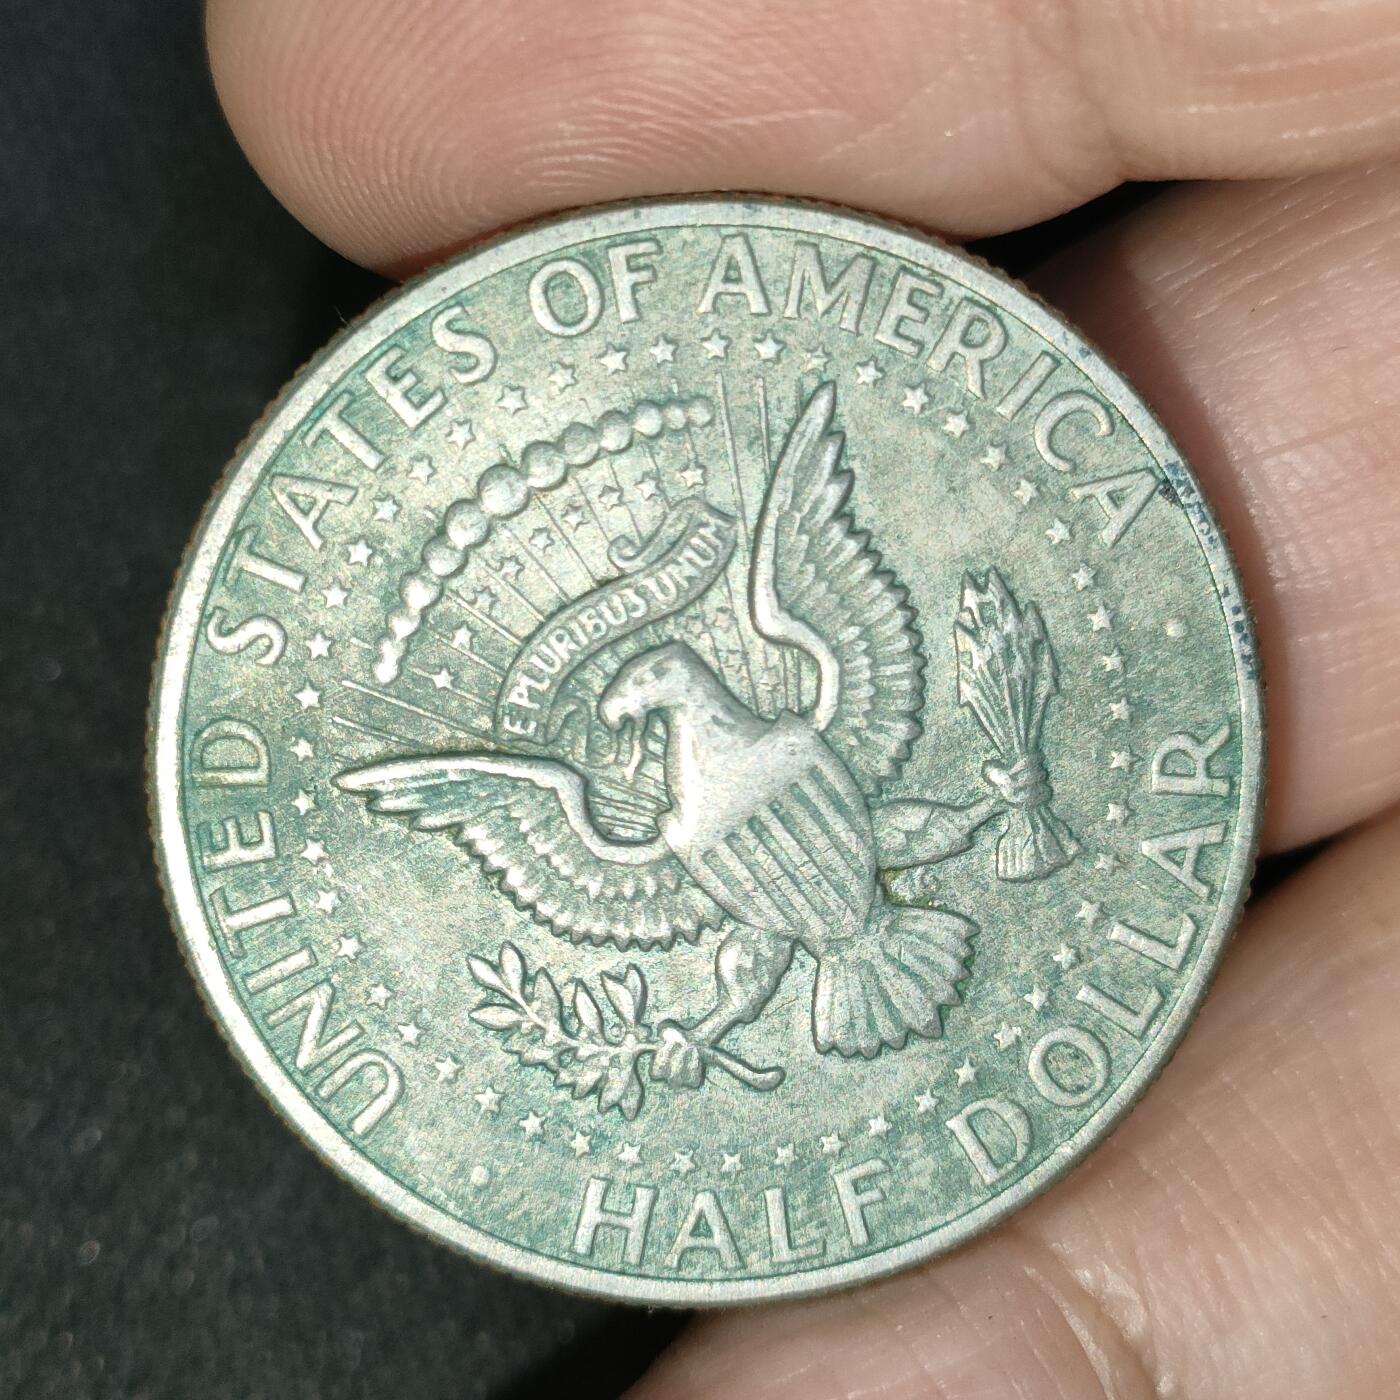 UNITED STATES OF AMERICA
E PLURIBUS UNUM
HALF DOLLAR